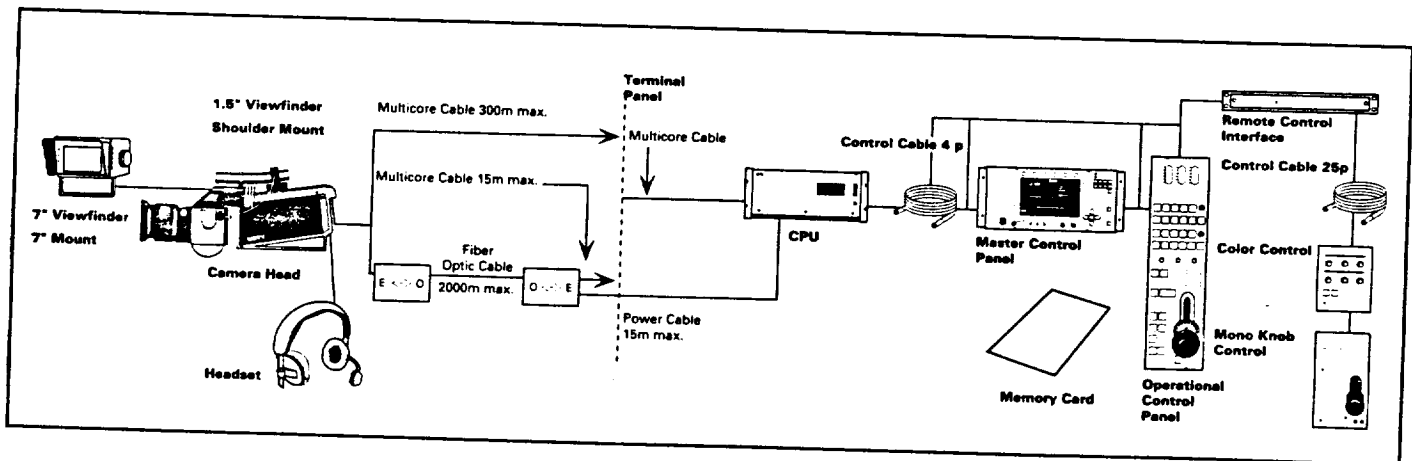 1.5" Viewfinder
Shoulder Mount
7" Viewfinder
7" Mount
Camera Head
Headset
Multicore Cable 300m max.
Multicore Cable 15m max.
Fiber
Optic Cable
2000m max.
E <··> O
O <··> E
Terminal
Panel
Multicore Cable
Power Cable
15m max.
CPU
Control Cable 4 p
Master Control
Panel
Memory Card
Remote Control
Interface
Control Cable 25p
Color Control
Mono Knob
Control
Operational
Control
Panel